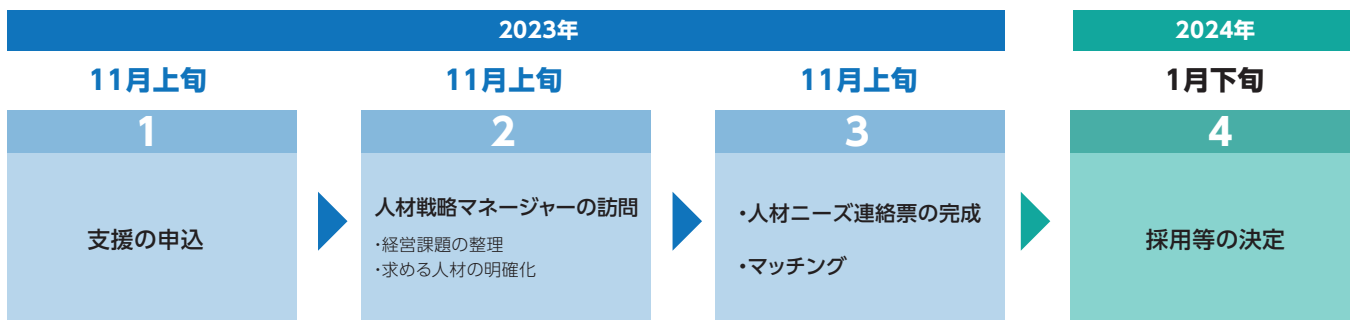 2023年
2024年
11月上旬
11月上旬
11月上旬
1月下旬
1
2
3
4
支援の申込
人材戦略マネージャーの訪問
・経営課題の整理
・求める人材の明確化
・人材ニーズ連絡票の完成
・マッチング
採用等の決定